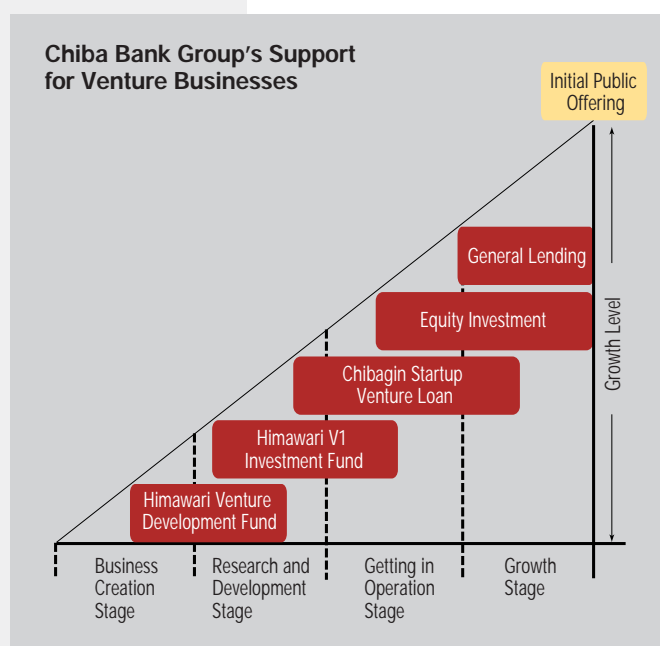 Chiba Bank Group's Support
for Venture Businesses
Initial Public
Offering
General Lending
Equity Investment
Growth Level
Chibagin Startup
Venture Loan
Himawari V1
Investment Fund
Himawari Venture
Development Fund
Business
Creation
Stage
Research and
Development
Stage
Getting in
Operation
Stage
Growth
Stage